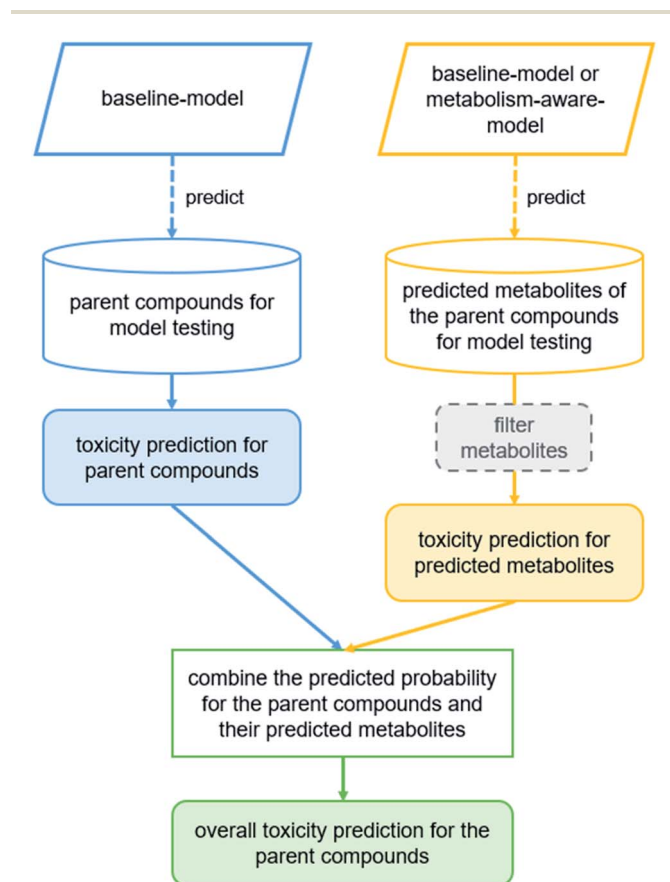 baseline-model
predict
parent compounds for
model testing
toxicity prediction for
parent compounds
baseline-model or
metabolism-aware-
model
predict
predicted metabolites of
the parent compounds
for model testing
filter
metabolites
toxicity prediction for
predicted metabolites
combine the predicted probability
for the parent compounds and
their predicted metabolites
overall toxicity prediction for the
parent compounds